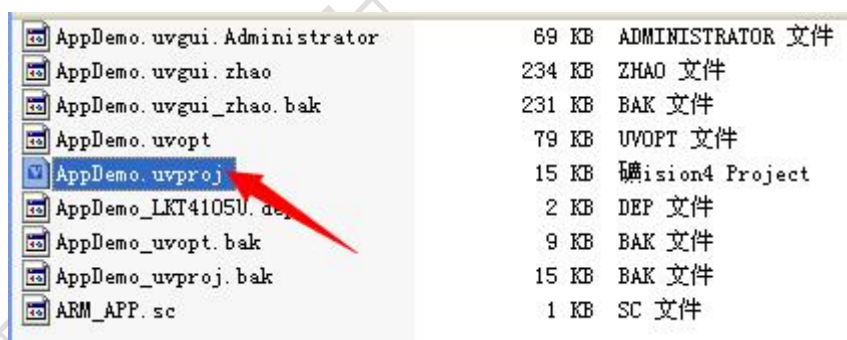 AppDemo.uvgui.Administrator 69 KB ADMINISTRATOR 文件
AppDemo.uvgui.zhao 234 KB ZHAO 文件
AppDemo.uvgui_zhao.bak 231 KB BAK 文件
AppDemo.uvopt 79 KB UVOPT 文件
AppDemo.uvproj 15 KB 礦ision4 Project
AppDemo_LKT4105U.dep 2 KB DEP 文件
AppDemo_uvopt.bak 9 KB BAK 文件
AppDemo_uvproj.bak 15 KB BAK 文件
ARM_APP.sc 1 KB SC 文件